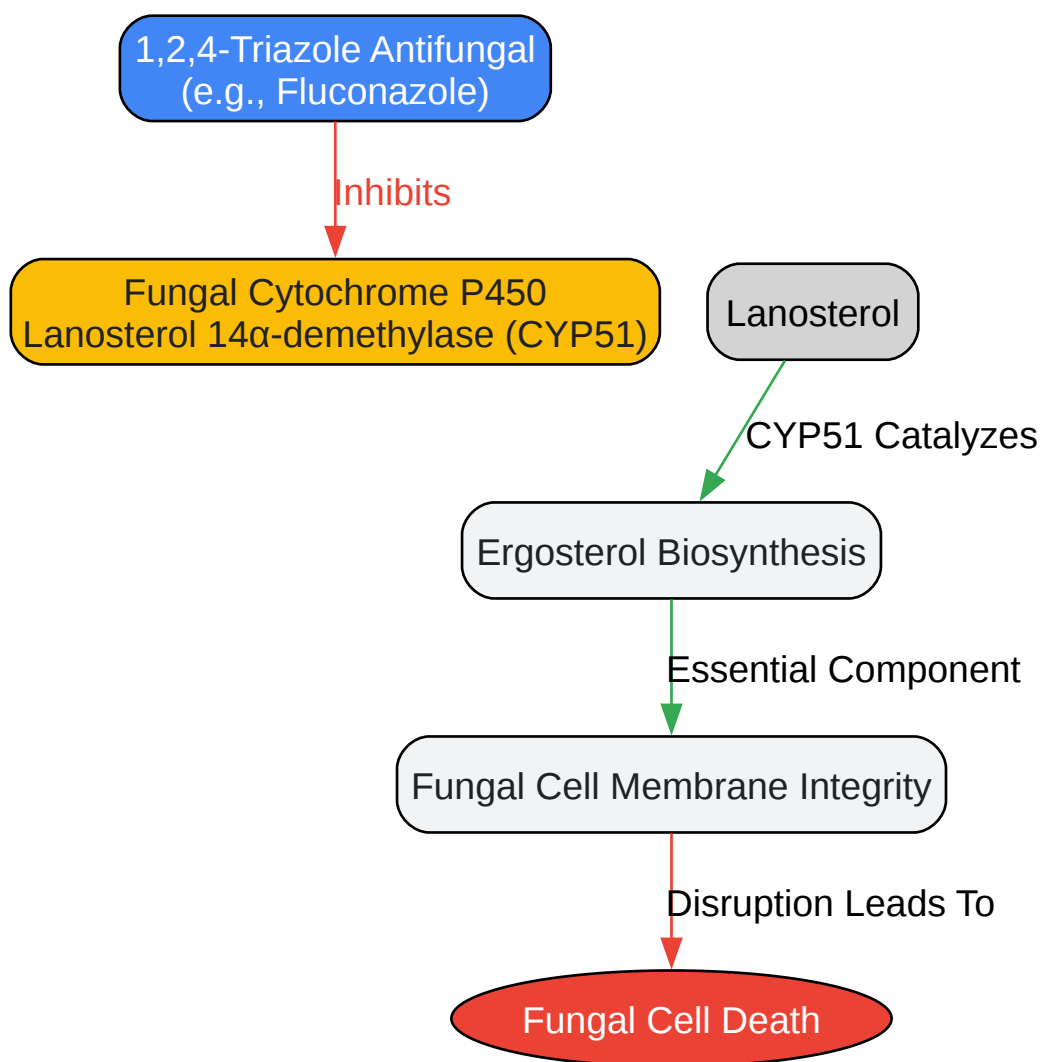 1,2,4-Triazole Antifungal
(e.g., Fluconazole)
Inhibits
Fungal Cytochrome P450
Lanosterol 14α-demethylase (CYP51)
Lanosterol
CYP51 Catalyzes
Ergosterol Biosynthesis
Essential Component
Fungal Cell Membrane Integrity
Disruption Leads To
Fungal Cell Death